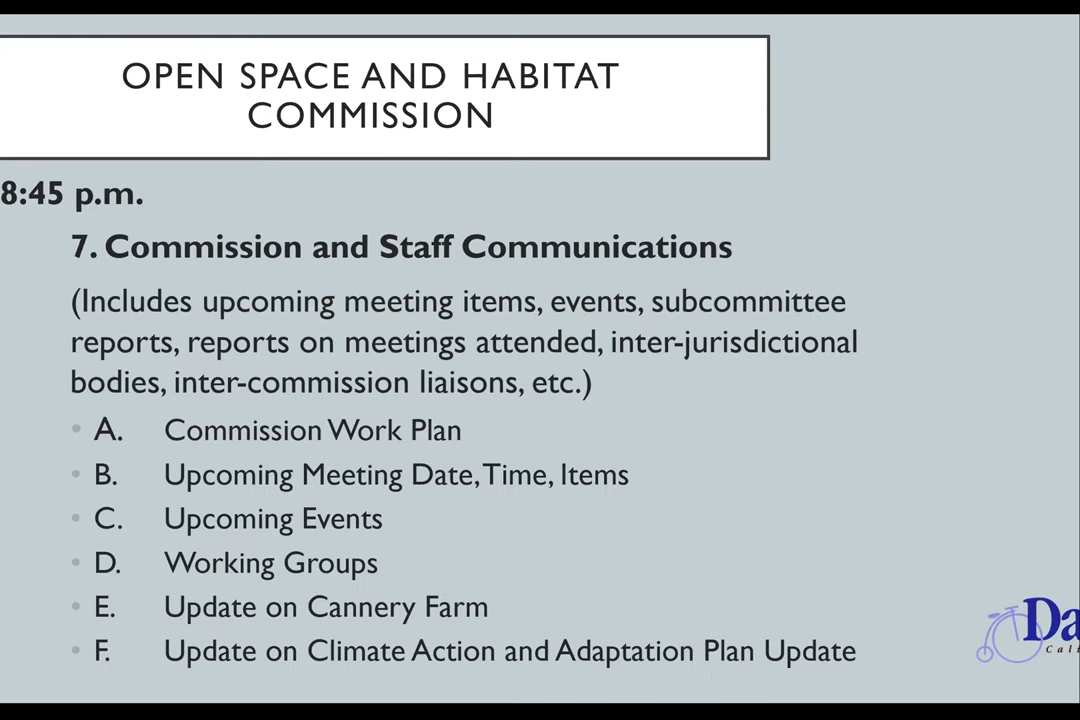 OPEN SPACE AND HABITAT
COMMISSION
8:45 p.m.
7. Commission and Staff Communications
(Includes upcoming meeting items, events, subcommittee
reports, reports on meetings attended, inter-jurisdictional
bodies, inter-commission liaisons, etc.)
• A. Commission Work Plan
• B. Upcoming Meeting Date, Time, Items
• C. Upcoming Events
• D. Working Groups
• E. Update on Cannery Farm
• F. Update on Climate Action and Adaptation Plan Update
Da
Cali